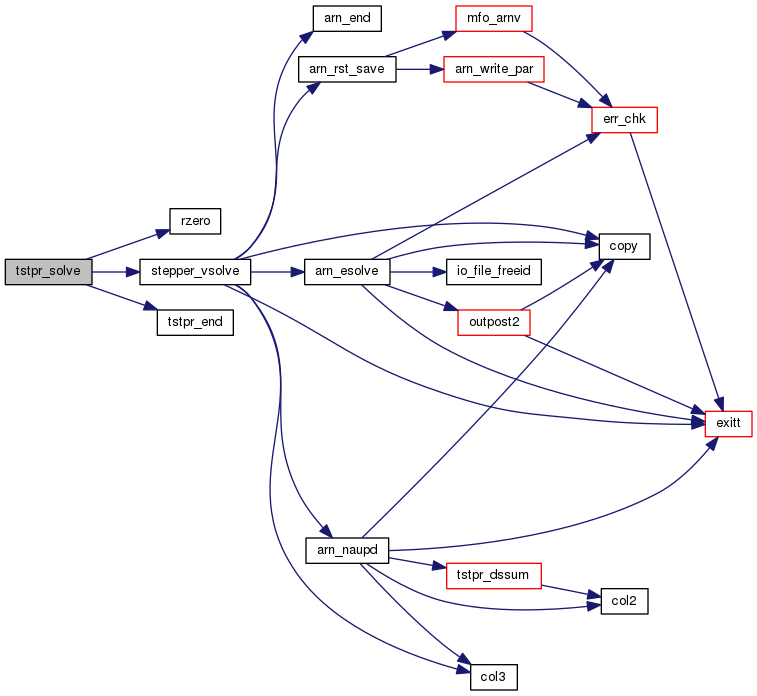 arn_end
mfo_arnv
arn_rst_save
arn_write_par
err_chk
rzero
copy
tstpr_solve
stepper_vsolve
arn_esolve
io_file_freeid
tstpr_end
outpost2
exitt
arn_naupd
tstpr_dssum
col2
col3